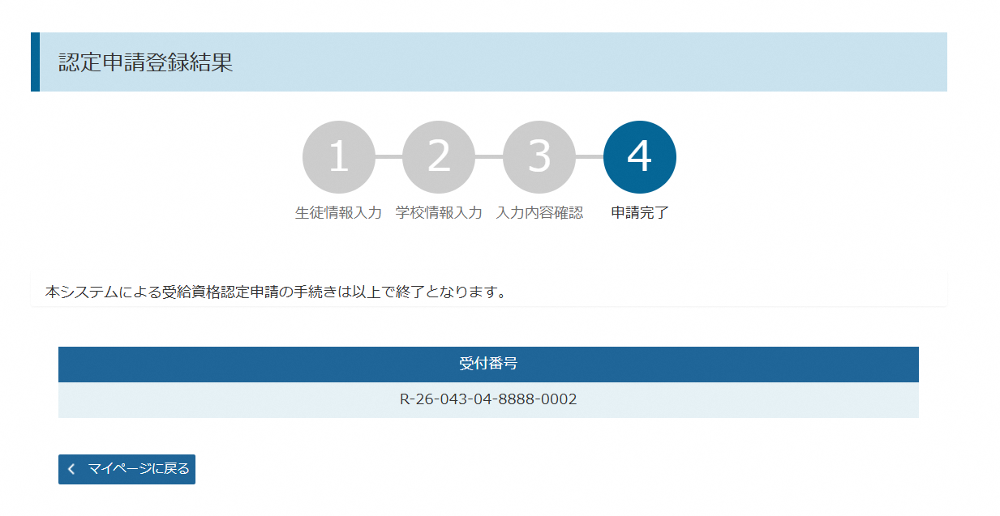 認定申請登録結果
1 2 3 4
生徒情報入力 学校情報入力 入力内容確認 申請完了
本システムによる受給資格認定申請の手続きは以上で終了となります。
受付番号
R-26-043-04-8888-0002
マイページに戻る